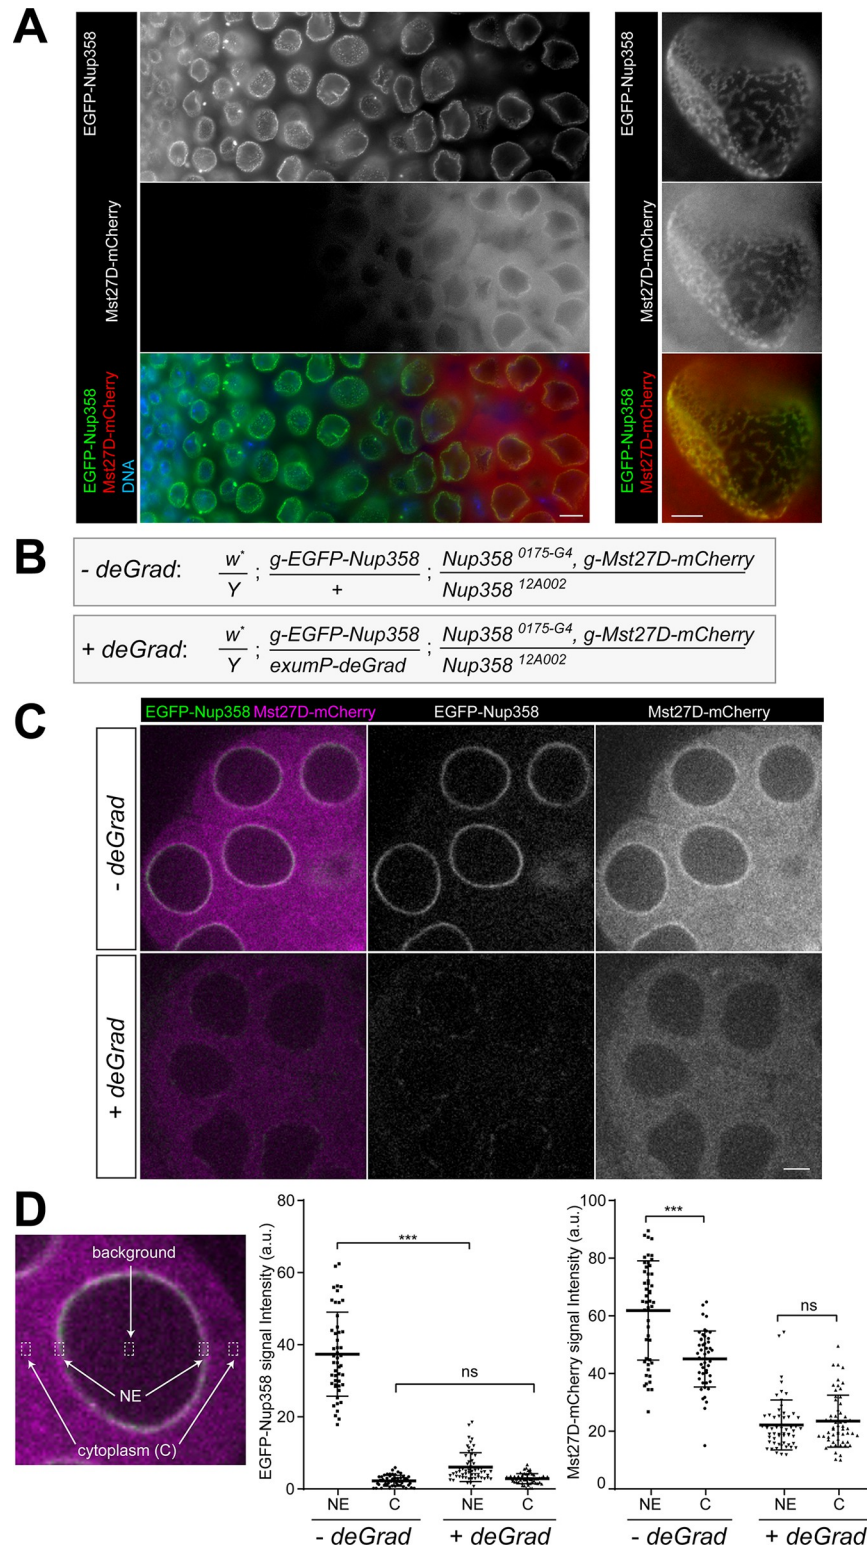 A
EGFP-Nup358
Mst27D-mCherry
EGFP-Nup358
Mst27D-mCherry
DNA
EGFP-Nup358
Mst27D-mCherry
EGFP-Nup358
Mst27D-mCherry
B
- deGrad: w* / Y ; g-EGFP-Nup358 / + ; Nup358 0175-G4, g-Mst27D-mCherry / Nup358 12A002
+ deGrad: w* / Y ; g-EGFP-Nup358 / exumP-deGrad ; Nup358 0175-G4, g-Mst27D-mCherry / Nup358 12A002
C
EGFP-Nup358 Mst27D-mCherry EGFP-Nup358 Mst27D-mCherry
- deGrad
+ deGrad
D
background
NE
cytoplasm (C)
EGFP-Nup358 signal Intensity (a.u.)
80
60
40
20
0
***
ns
NE C NE C
- deGrad + deGrad
Mst27D-mCherry signal Intensity (a.u.)
100
80
60
40
20
0
***
ns
NE C NE C
- deGrad + deGrad